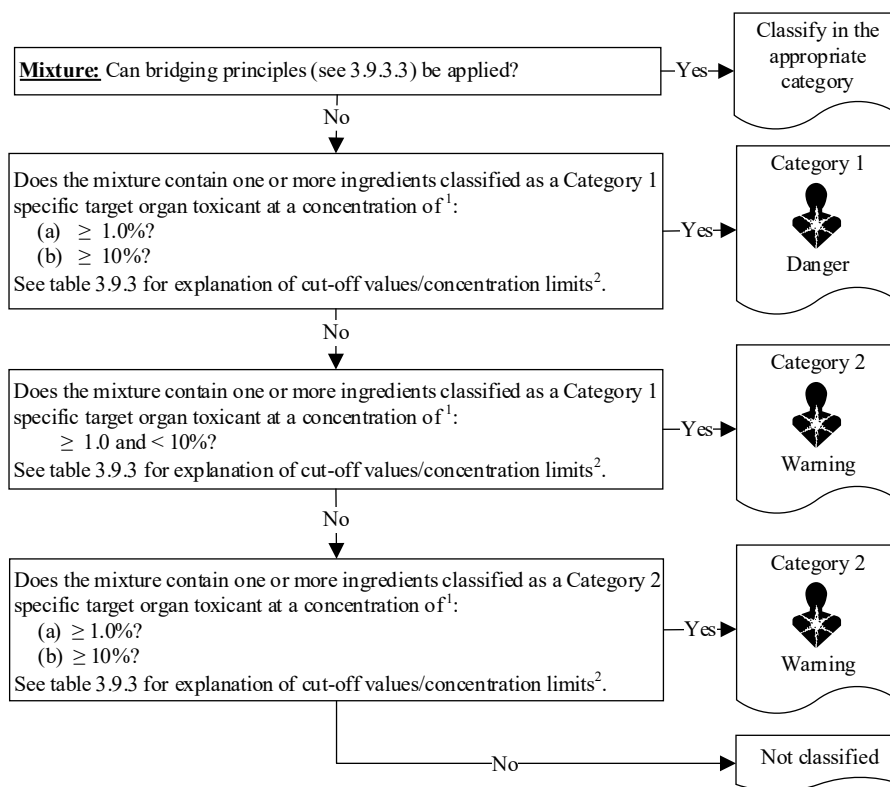 Mixture: Can bridging principles (see 3.9.3.3) be applied?
Yes
Classify in the
appropriate
category
No
Does the mixture contain one or more ingredients classified as a Category 1
specific target organ toxicant at a concentration of 1:
(a) ≥ 1.0%?
(b) ≥ 10%?
See table 3.9.3 for explanation of cut-off values/concentration limits2.
Yes
Category 1
Danger
No
Does the mixture contain one or more ingredients classified as a Category 1
specific target organ toxicant at a concentration of 1:
≥ 1.0 and < 10%?
See table 3.9.3 for explanation of cut-off values/concentration limits2.
Yes
Category 2
Warning
No
Does the mixture contain one or more ingredients classified as a Category 2
specific target organ toxicant at a concentration of 1:
(a) ≥ 1.0%?
(b) ≥ 10%?
See table 3.9.3 for explanation of cut-off values/concentration limits2.
Yes
Category 2
Warning
No
Not classified